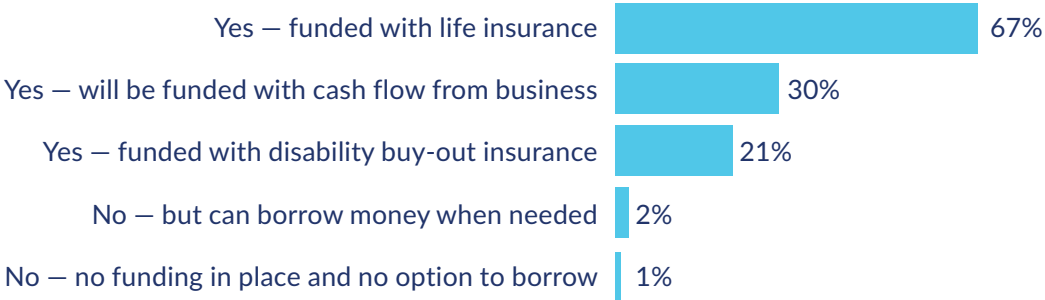 Yes — funded with life insurance 67%
Yes — will be funded with cash flow from business 30%
Yes — funded with disability buy-out insurance 21%
No — but can borrow money when needed 2%
No — no funding in place and no option to borrow 1%